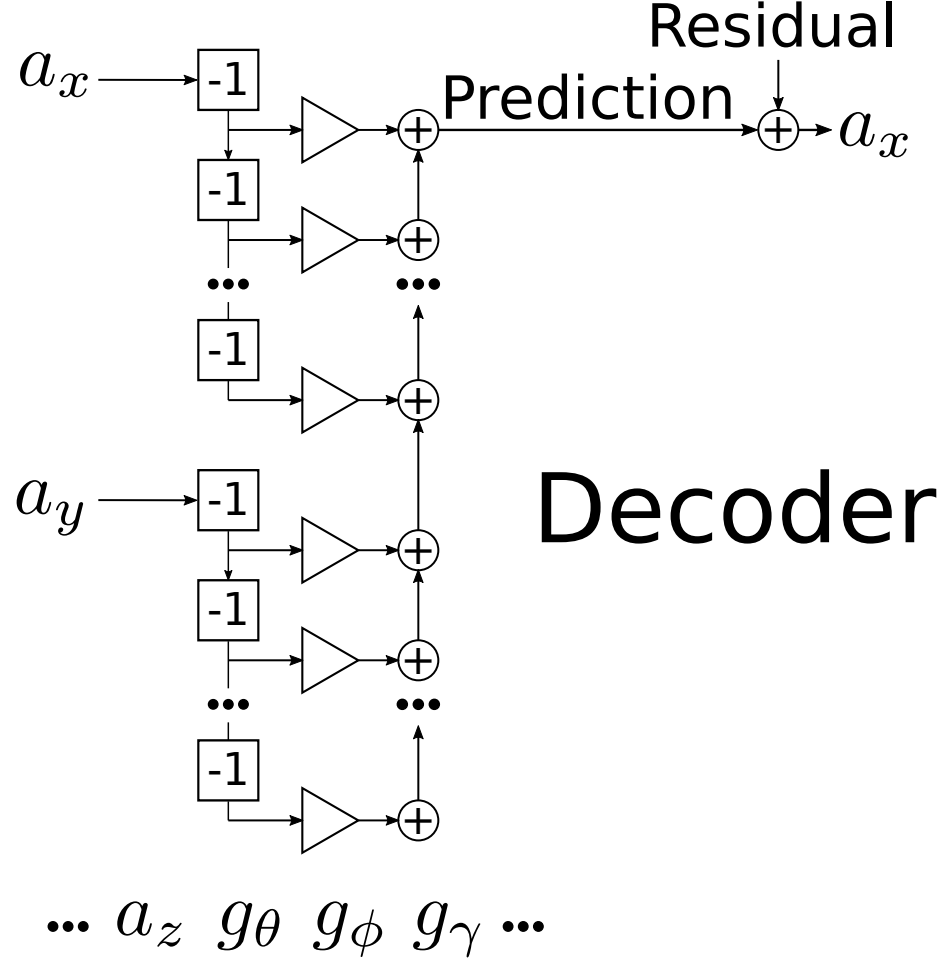 Residual
a_x
-1
Prediction
a_x
-1
-1
a_y
-1
Decoder
-1
-1
... a_z g_θ g_ϕ g_γ ...